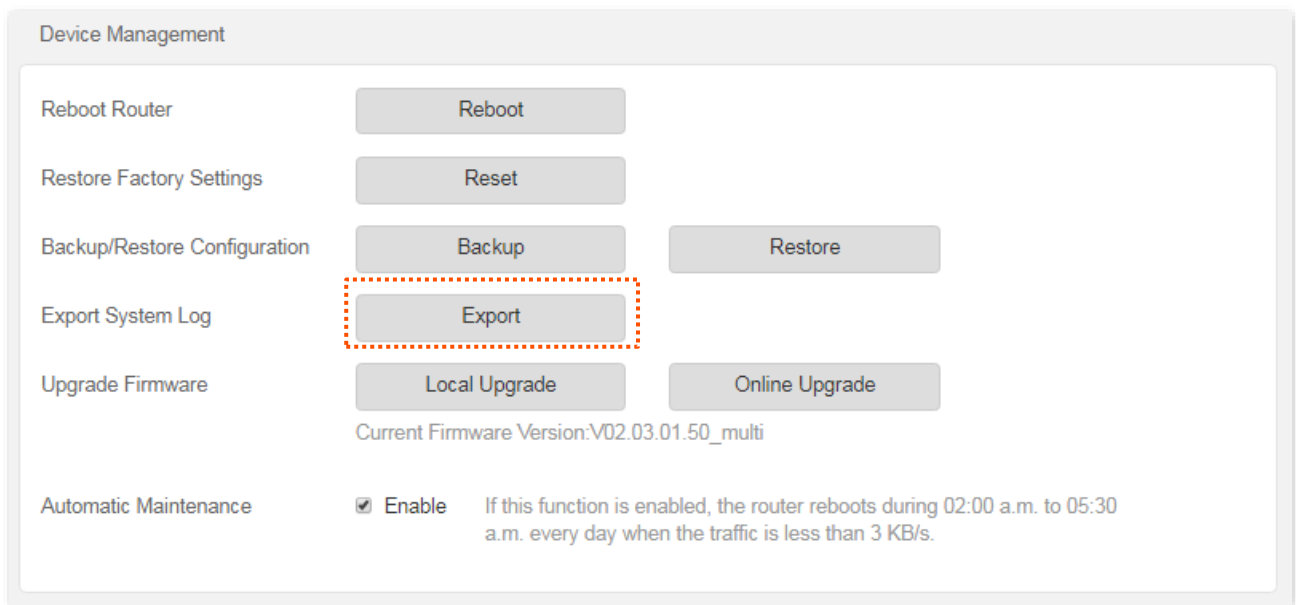 Device Management
Reboot Router
Reboot
Restore Factory Settings
Reset
Backup/Restore Configuration
Backup
Restore
Export System Log
Export
Upgrade Firmware
Local Upgrade
Online Upgrade
Current Firmware Version:V02.03.01.50_multi
Automatic Maintenance
Enable
If this function is enabled, the router reboots during 02:00 a.m. to 05:30
a.m. every day when the traffic is less than 3 KB/s.